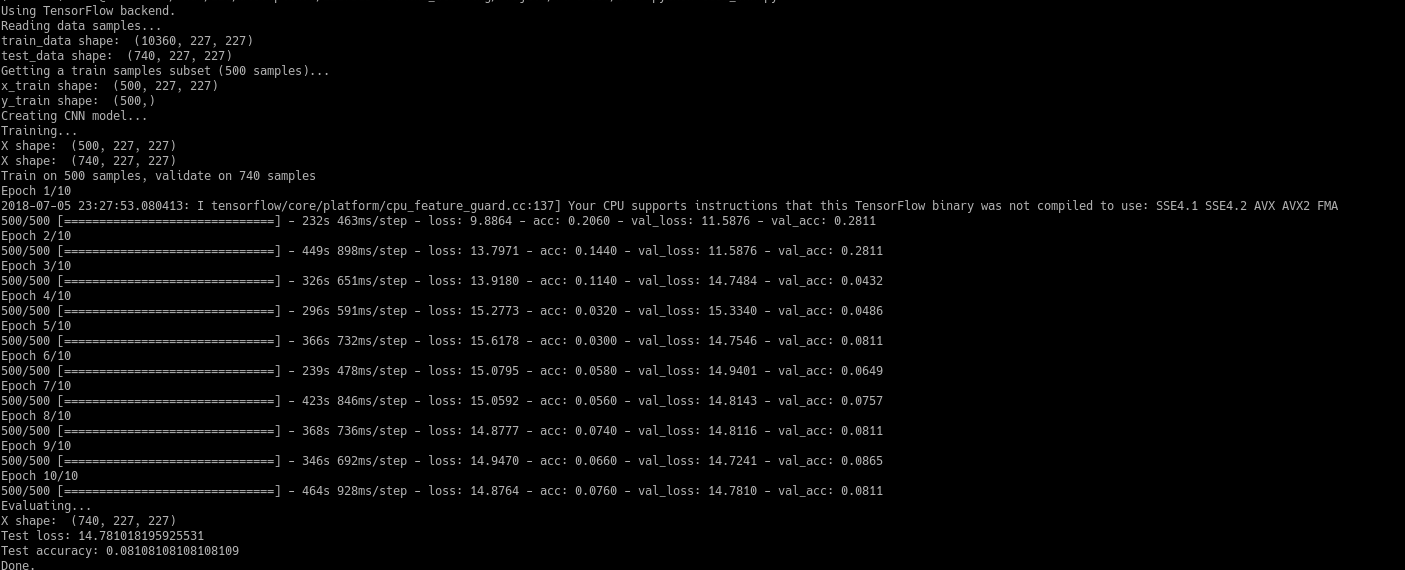 Using TensorFlow backend.
Reading data samples...
train_data shape:  (10360, 227, 227)
test_data shape:  (740, 227, 227)
Getting a train samples subset (500 samples)...
x_train shape:  (500, 227, 227)
y_train shape:  (500,)
Creating CNN model...
Training...
X shape:  (500, 227, 227)
X shape:  (740, 227, 227)
Train on 500 samples, validate on 740 samples
Epoch 1/10
2018-07-05 23:27:53.080413: I tensorflow/core/platform/cpu_feature_guard.cc:137] Your CPU supports instructions that this TensorFlow binary was not compiled to use: SSE4.1 SSE4.2 AVX AVX2 FMA
500/500 [==============================] - 232s 463ms/step - loss: 9.8864 - acc: 0.2060 - val_loss: 11.5876 - val_acc: 0.2811
Epoch 2/10
500/500 [==============================] - 449s 898ms/step - loss: 13.7971 - acc: 0.1440 - val_loss: 11.5876 - val_acc: 0.2811
Epoch 3/10
500/500 [==============================] - 326s 651ms/step - loss: 13.9180 - acc: 0.1140 - val_loss: 14.7484 - val_acc: 0.0432
Epoch 4/10
500/500 [==============================] - 296s 591ms/step - loss: 15.2773 - acc: 0.0320 - val_loss: 15.3340 - val_acc: 0.0486
Epoch 5/10
500/500 [==============================] - 366s 732ms/step - loss: 15.6178 - acc: 0.0300 - val_loss: 14.7546 - val_acc: 0.0811
Epoch 6/10
500/500 [==============================] - 239s 478ms/step - loss: 15.0795 - acc: 0.0580 - val_loss: 14.9401 - val_acc: 0.0649
Epoch 7/10
500/500 [==============================] - 423s 846ms/step - loss: 15.0592 - acc: 0.0560 - val_loss: 14.8143 - val_acc: 0.0757
Epoch 8/10
500/500 [==============================] - 368s 736ms/step - loss: 14.8777 - acc: 0.0740 - val_loss: 14.8116 - val_acc: 0.0811
Epoch 9/10
500/500 [==============================] - 346s 692ms/step - loss: 14.9470 - acc: 0.0660 - val_loss: 14.7241 - val_acc: 0.0865
Epoch 10/10
500/500 [==============================] - 464s 928ms/step - loss: 14.8764 - acc: 0.0760 - val_loss: 14.7810 - val_acc: 0.0811
Evaluating...
X shape:  (740, 227, 227)
Test loss: 14.781018195925531
Test accuracy: 0.08108108108108109
Done.